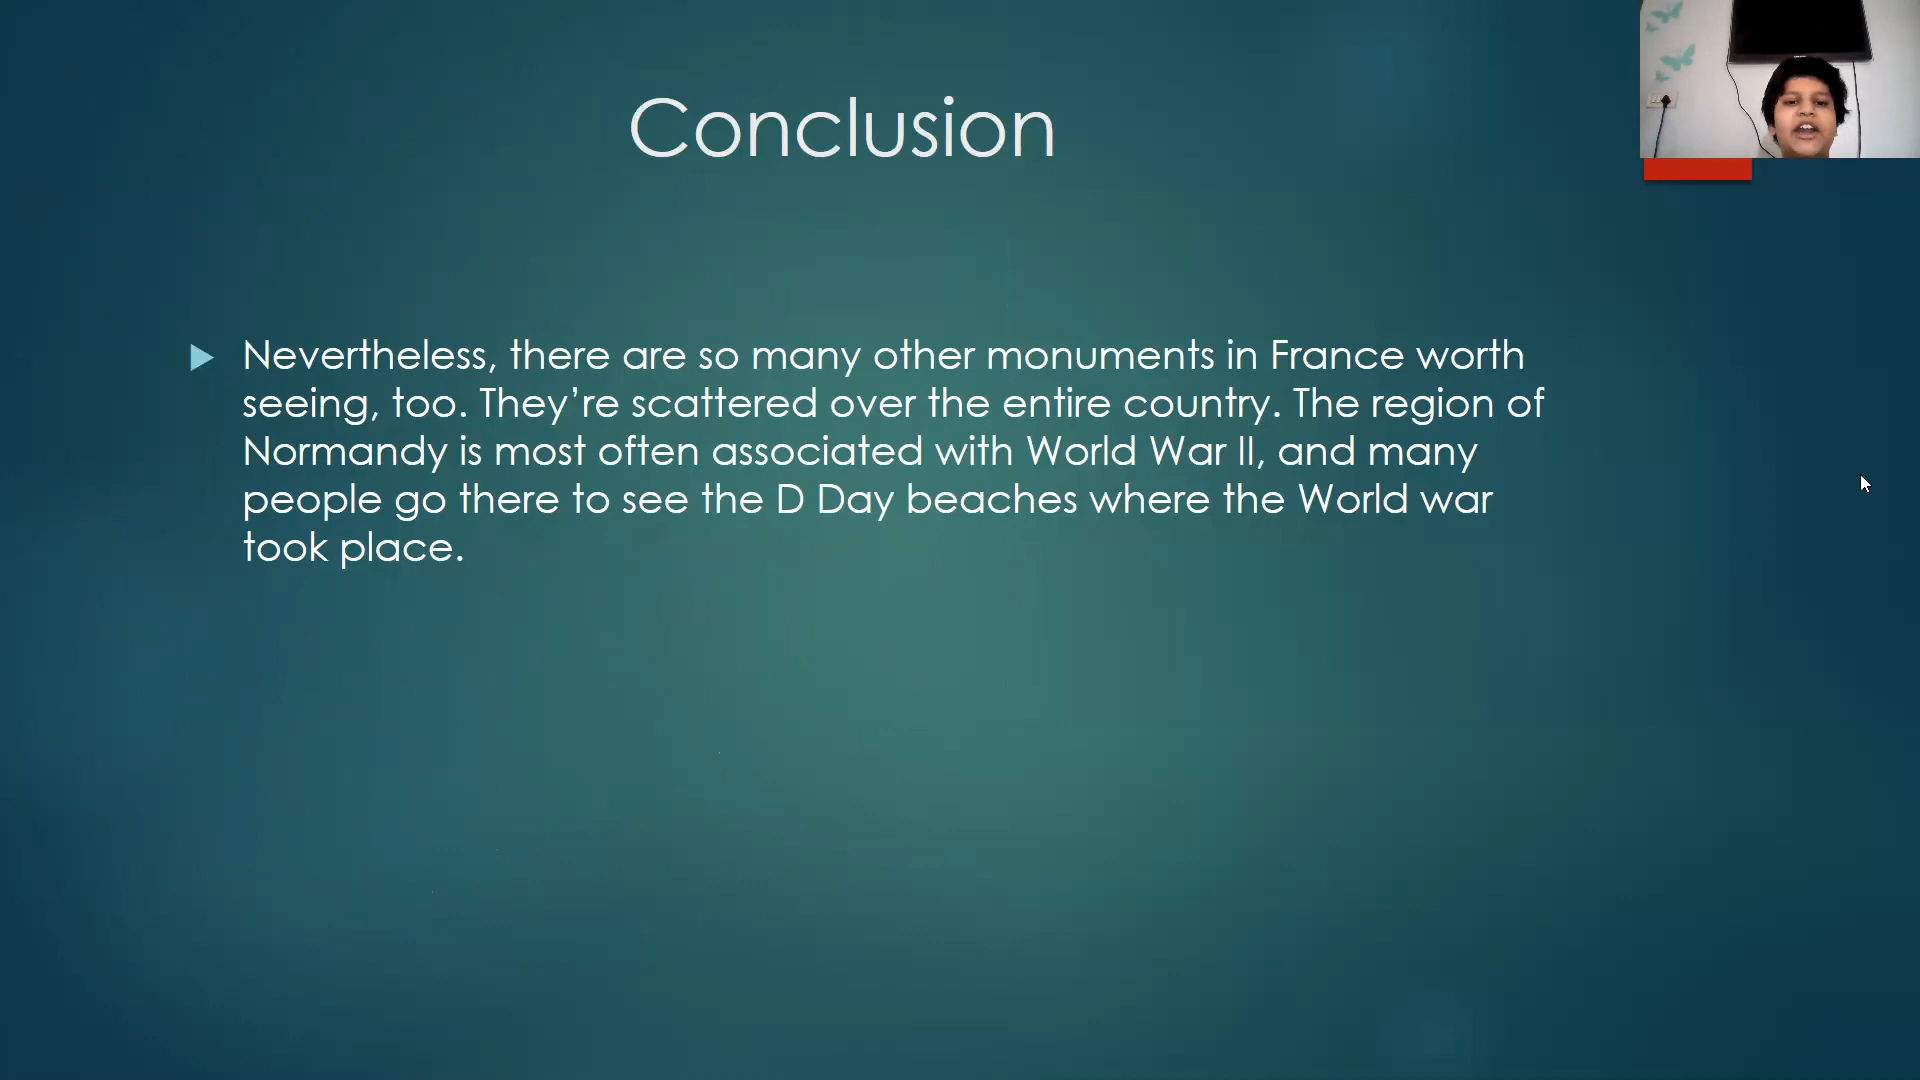 Conclusion
Nevertheless, there are so many other monuments in France worth
seeing, too. They’re scattered over the entire country. The region of
Normandy is most often associated with World War II, and many
people go there to see the D Day beaches where the World war
took place.